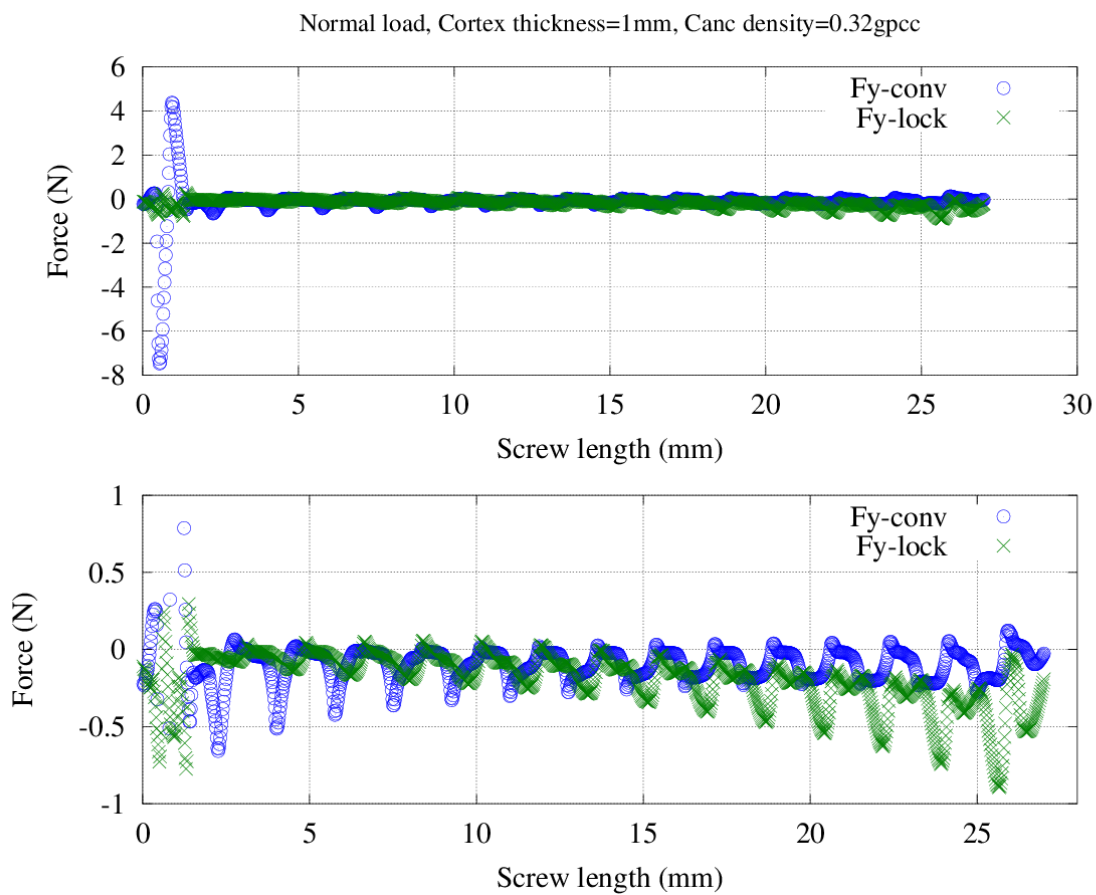 Normal load, Cortex thickness=1mm, Canc density=0.32gpcc
6
4
2
0
-2
-4
-6
-8
Force (N)
Fy-conv
Fy-lock
0 5 10 15 20 25 30
Screw length (mm)
1
0.5
0
-0.5
-1
Force (N)
Fy-conv
Fy-lock
0 5 10 15 20 25
Screw length (mm)